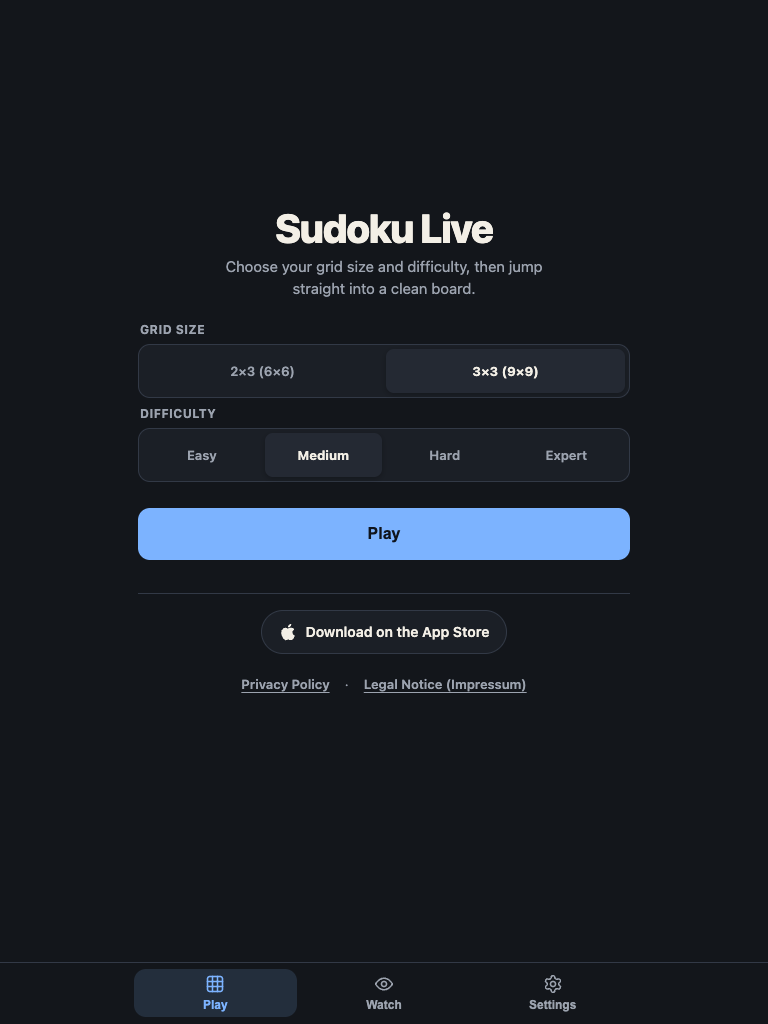 Sudoku Live
Choose your grid size and difficulty, then jump
straight into a clean board.
GRID SIZE
2×3 (6×6)
3×3 (9×9)
DIFFICULTY
Easy
Medium
Hard
Expert
Play
Download on the App Store
Privacy Policy · Legal Notice (Impressum)
Play
Watch
Settings